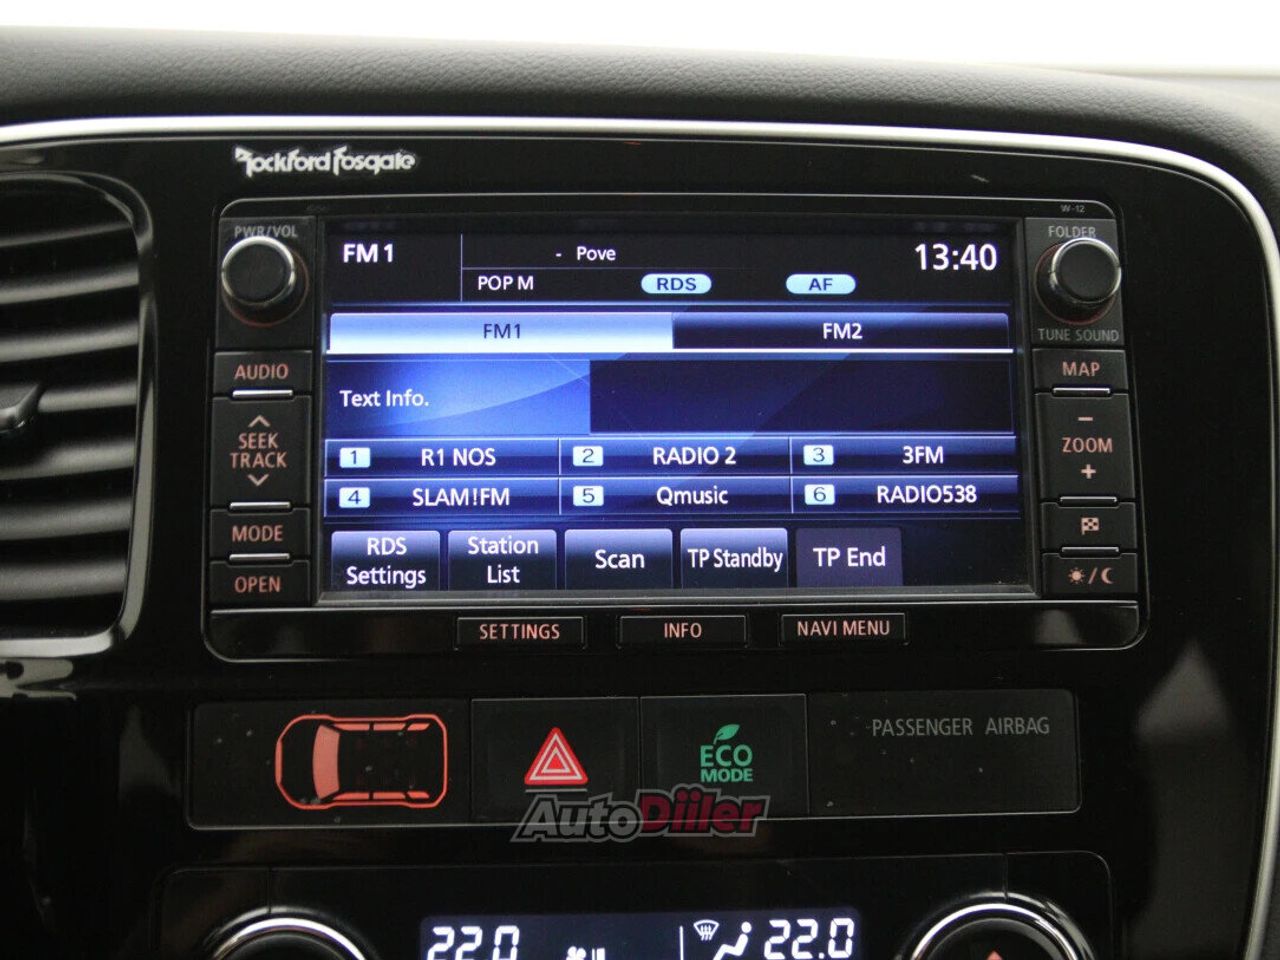 Rockford Fosgate
W-12
PWR/VOL
FOLDER
FM1
- Pove
13:40
POP M
RDS
AF
TUNE SOUND
FM1
FM2
AUDIO
MAP
Text Info.
SEEK
TRACK
ZOOM
1 R1 NOS
2 RADIO 2
3 3FM
4 SLAM!FM
5 Qmusic
6 RADIO538
MODE
OPEN
RDS
Settings
Station
List
Scan
TP Standby
TP End
SETTINGS
INFO
NAVI MENU
PASSENGER AIRBAG
ECO
MODE
AutoDiiler
22.0
22.0